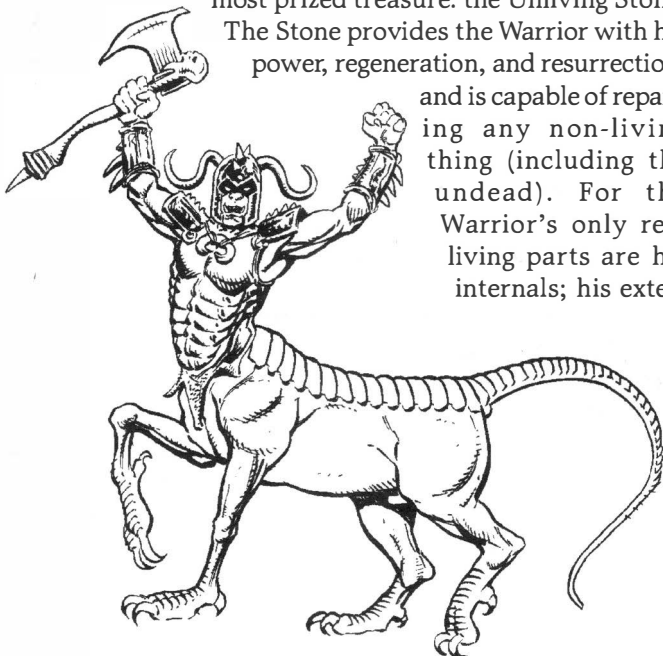 most prized treasure: the Unliving Ston
The Stone provides the Warrior with h
power, regeneration, and resurrection
and is capable of repa
ing any non-livin
thing (including th
undead). For th
Warrior's only re
living parts are h
internals; his exte